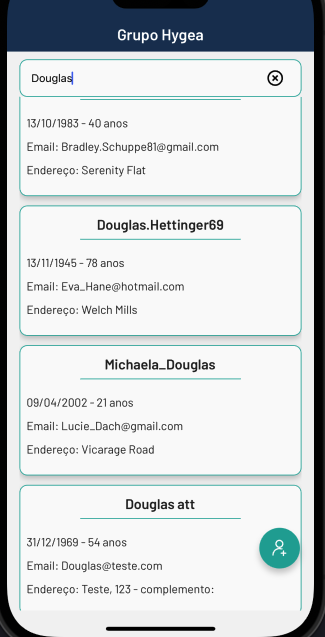 Grupo Hygea
Douglas
13/10/1983 - 40 anos
Email: Bradley.Schuppe81@gmail.com
Endereço: Serenity Flat
Douglas.Hettinger69
13/11/1945 - 78 anos
Email: Eva_Hane@hotmail.com
Endereço: Welch Mills
Michaela_Douglas
09/04/2002 - 21 anos
Email: Lucie_Dach@gmail.com
Endereço: Vicarage Road
Douglas att
31/12/1969 - 54 anos
Email: Douglas@teste.com
Endereço: Teste, 123 - complemento: